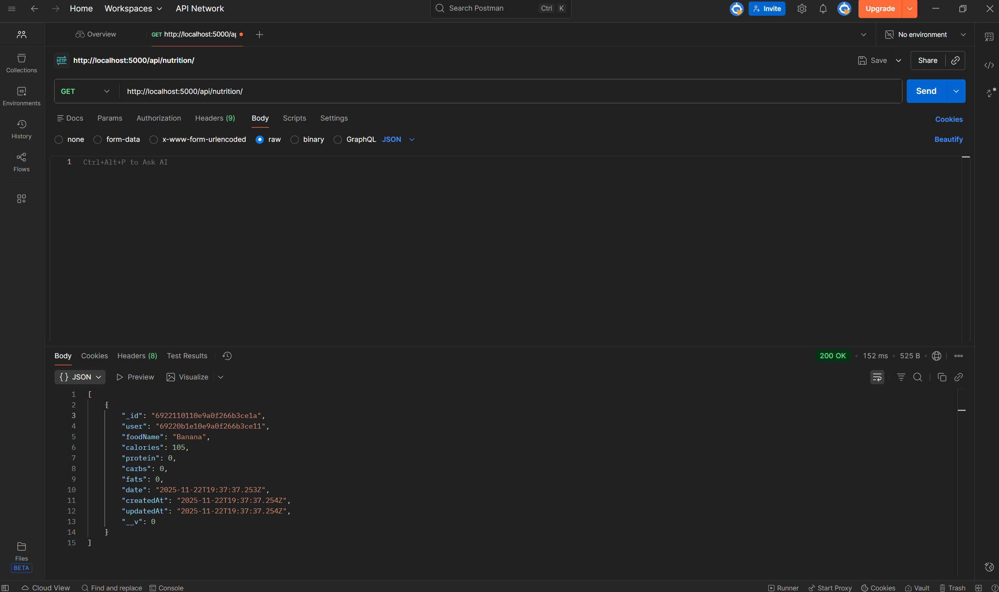 Home Workspaces API Network Search Postman Ctrl K Invite Upgrade
Overview GET http://localhost:5000/ap No environment
HTTP http://localhost:5000/api/nutrition/ Save Share
GET http://localhost:5000/api/nutrition/ Send
Docs Params Authorization Headers (9) Body Scripts Settings Cookies
none form-data x-www-form-urlencoded raw binary GraphQL JSON Beautify
1 Ctrl+Alt+P to Ask AI
Collections
Environments
History
Flows
Body Cookies Headers (8) Test Results 200 OK • 152 ms • 525 B
{} JSON Preview Visualize
1 [
2 {
3 "_id": "6922110110e9a0f266b3ce1a",
4 "user": "69220b1e10e9a0f266b3ce11",
5 "foodName": "Banana",
6 "calories": 105,
7 "protein": 0,
8 "carbs": 0,
9 "fats": 0,
10 "date": "2025-11-22T19:37:37.253Z",
11 "createdAt": "2025-11-22T19:37:37.254Z",
12 "updatedAt": "2025-11-22T19:37:37.254Z",
13 "__v": 0
14 }
15 ]
Files
BETA
Cloud View Find and replace Console Runner Start Proxy Cookies Vault Trash